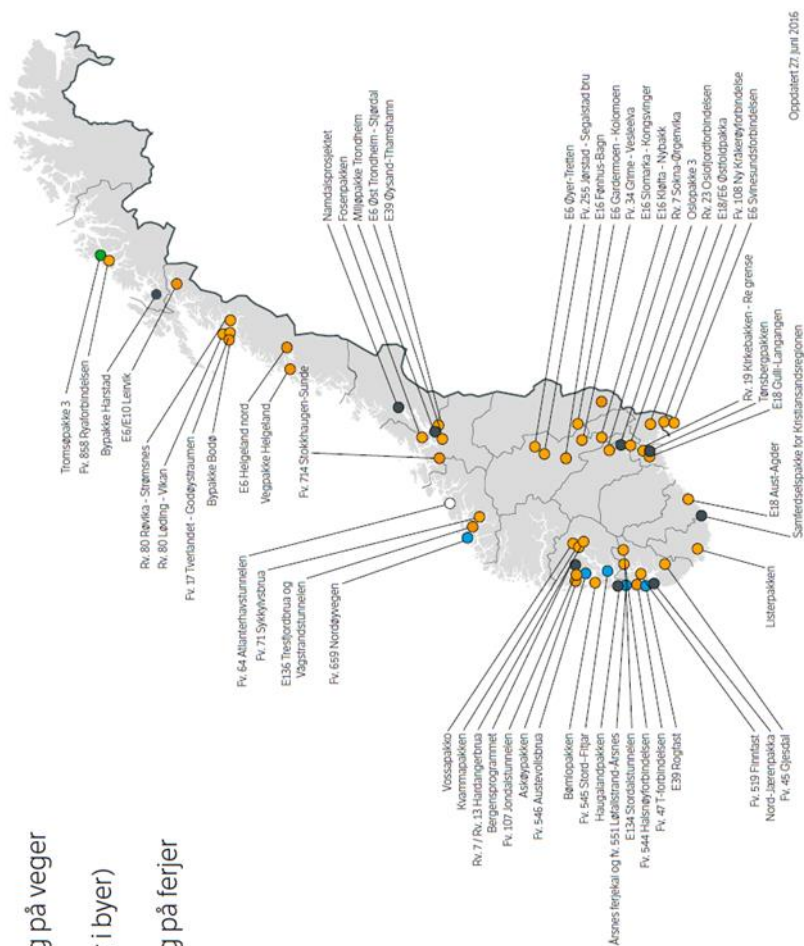 g på veger
r i byer)
g på ferjer
Tromsøpakke 3
Fv. 858 Ryaforbindelsen
Bypakke Harstad
E6/E10 Lenvik
Rv. 80 Røvika - Strømsnes
Rv. 80 Løding - Vikan
Fv. 17 Tverlandet - Godøystraumen
Bypakke Bodø
E6 Helgeland nord
Vegpakke Helgeland
Fv. 714 Stokkhaugen-Sunde
Fv. 64 Atlanterhavstunnelen
Fv. 71 Sykkylvsbrua
E136 Tresfjordbrua og
Vågstrandstunnelen
Fv. 659 Nordøyvegen
Namdalsprosjektet
Fosenpakken
Miljøpakke Trondheim
E6 Øst Trondheim - Stjørdal
E39 Øysand-Thamshamn
E6 Øyer-Tretten
Fv. 255 Jørstad - Segalstad bru
E16 Fønhus-Bagn
E6 Gardermoen - Kolomoen
Fv. 34 Grime - Vesleelva
E16 Slomarka - Kongsvinger
E16 Kløfta - Nybakk
Rv. 7 Sokna-Ørgenvika
Oslopakke 3
Rv. 23 Oslofjordforbindelsen
E18/E6 Østfoldpakka
Fv. 108 Ny Kråkerøyforbindelse
E6 Svinesundsforbindelsen
Rv. 19 Kirkebakken - Re grense
Tønsbergpakken
E18 Gulli-Langangen
E18 Aust-Agder
Samferdselspakke for Kristiansandsregionen
Listerpakken
Vossapakko
Kvammapakken
Rv. 7 / Rv. 13 Hardangerbrua
Bergensprogrammet
Fv. 107 Jondalstunnelen
Askøypakken
Fv. 546 Austevollsbrua
Bømlopakken
Fv. 545 Stord-Fitjar
Haugalandpakken
Årsnes ferjekai og fv. 551 Løfallstrand-Årsnes
E134 Stordalstunnelen
Fv. 544 Halsnøyforbindelsen
Fv. 47 T-forbindelsen
E39 Rogfast
Fv. 519 Finnfast
Nord-Jærenpakka
Fv. 45 Gjesdal
Oppdatert 27. juni 2016